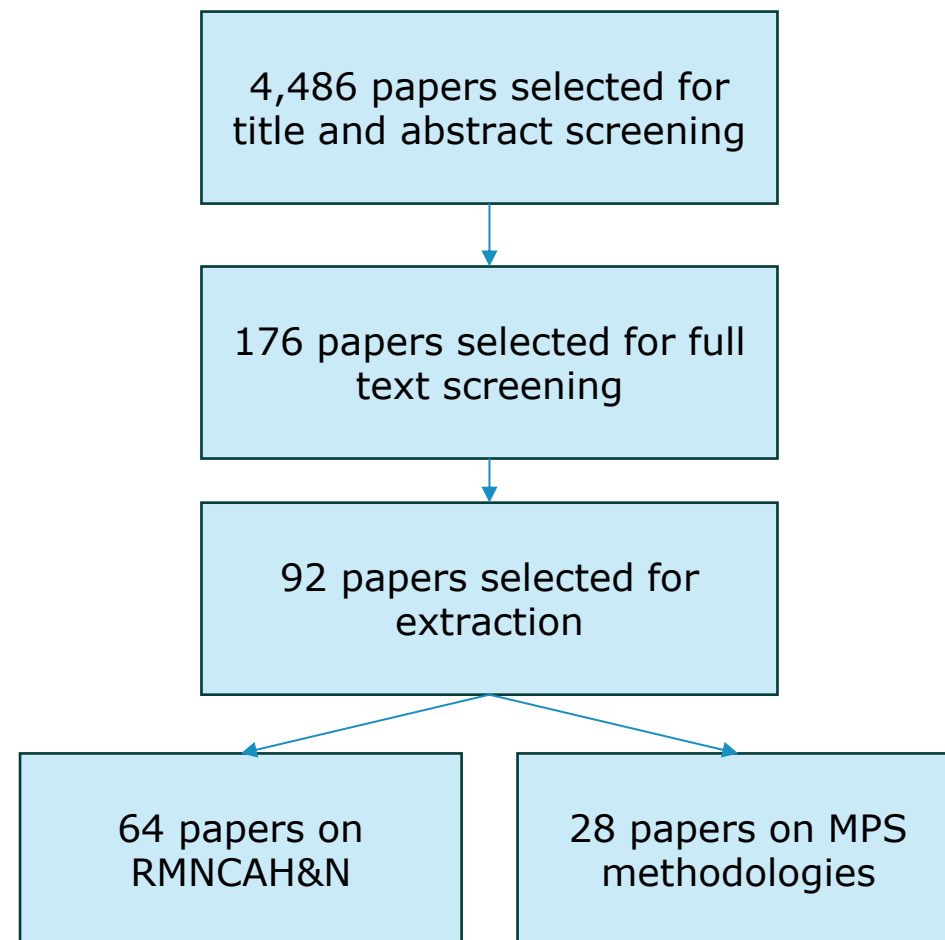 4,486 papers selected for
title and abstract screening
176 papers selected for full
text screening
92 papers selected for
extraction
64 papers on
RMNCAH&N
28 papers on MPS
methodologies